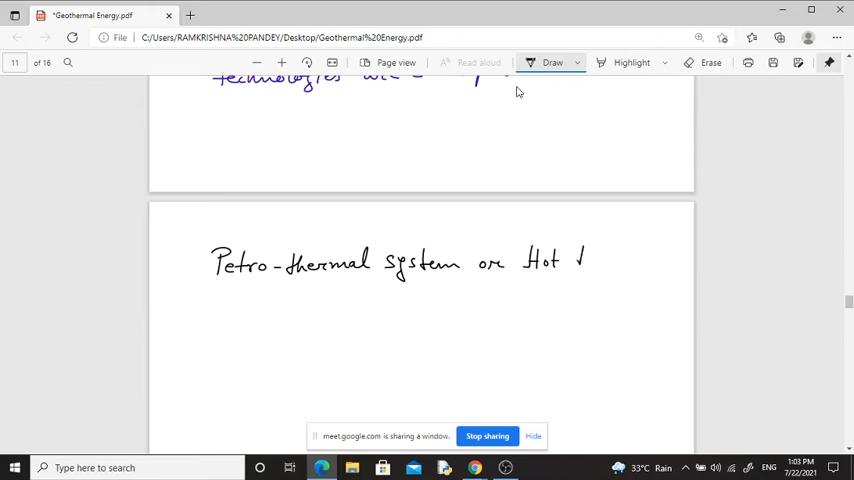 *Geothermal Energy.pdf
File C:/Users/RAMKRISHNA%20PANDEY/Desktop/Geothermal%20Energy.pdf
11 of 16 Page view Read aloud Draw Highlight Erase
technologies
Petro-thermal system or Hot
meet.google.com is sharing a window. Stop sharing Hide
Type here to search 33°C Rain ENG 1:03 PM
7/22/2021